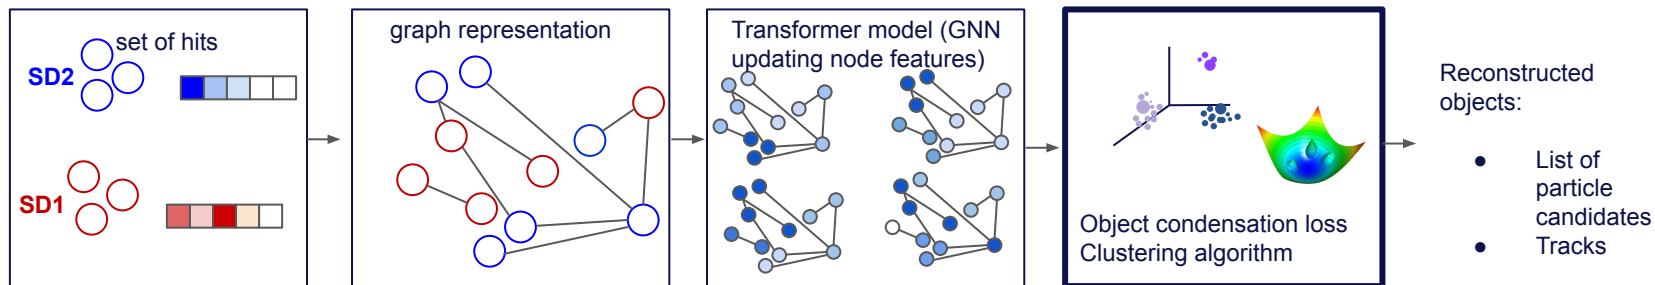 set of hits
SD2
SD1
graph representation
Transformer model (GNN
updating node features)
Object condensation loss
Clustering algorithm
Reconstructed
objects:
● List of
particle
candidates
● Tracks